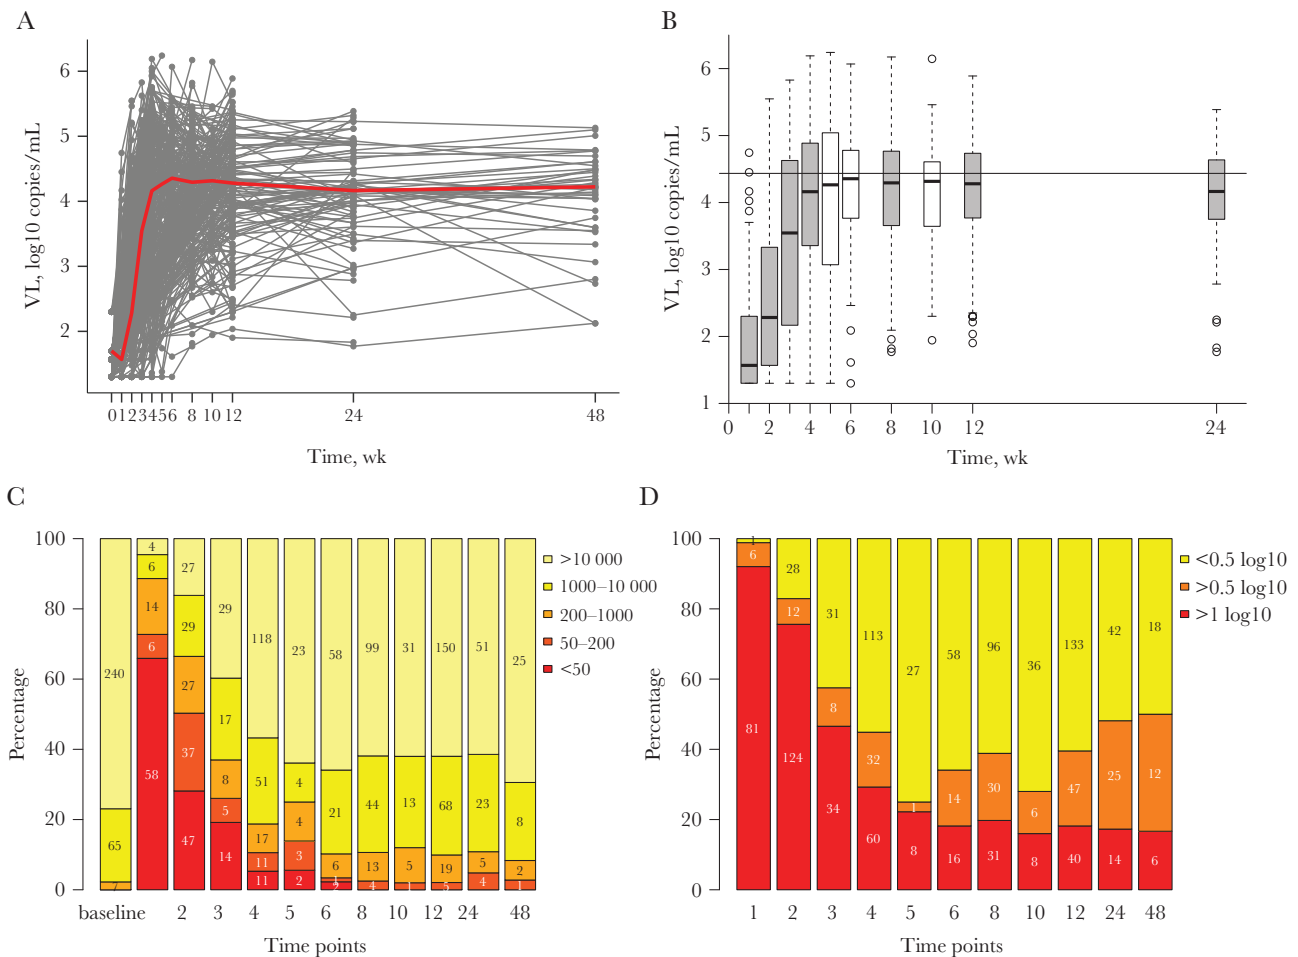 A
VL, log10 copies/mL
6
5
4
3
2
0 1 2 3 4 5 6 8 10 12 24 48
Time, wk
B
VL, log10 copies/mL
6
5
4
3
2
1
0 2 4 6 8 10 12 24
Time, wk
C
Percentage
100
80
60
40
20
0
240 65 7
4 6 14 6 58
27 29 27 37 47
29 17 8 5 14
118 51 17 11 11
23 4 4 3 2
58 21 6 1 2
99 44 13 4
31 13 5 1
150 68 19 5
51 23 5 4
25 8 2 1
baseline 2 3 4 5 6 8 10 12 24 48
Time points
>10 000
1000–10 000
200–1000
50–200
<50
D
Percentage
100
80
60
40
20
0
1 6 81
28 12 124
31 8 34
113 32 60
27 1 8
58 14 16
96 30 31
36 6 8
133 47 40
42 25 14
18 12 6
1 2 3 4 5 6 8 10 12 24 48
Time points
<0.5 log10
>0.5 log10
>1 log10